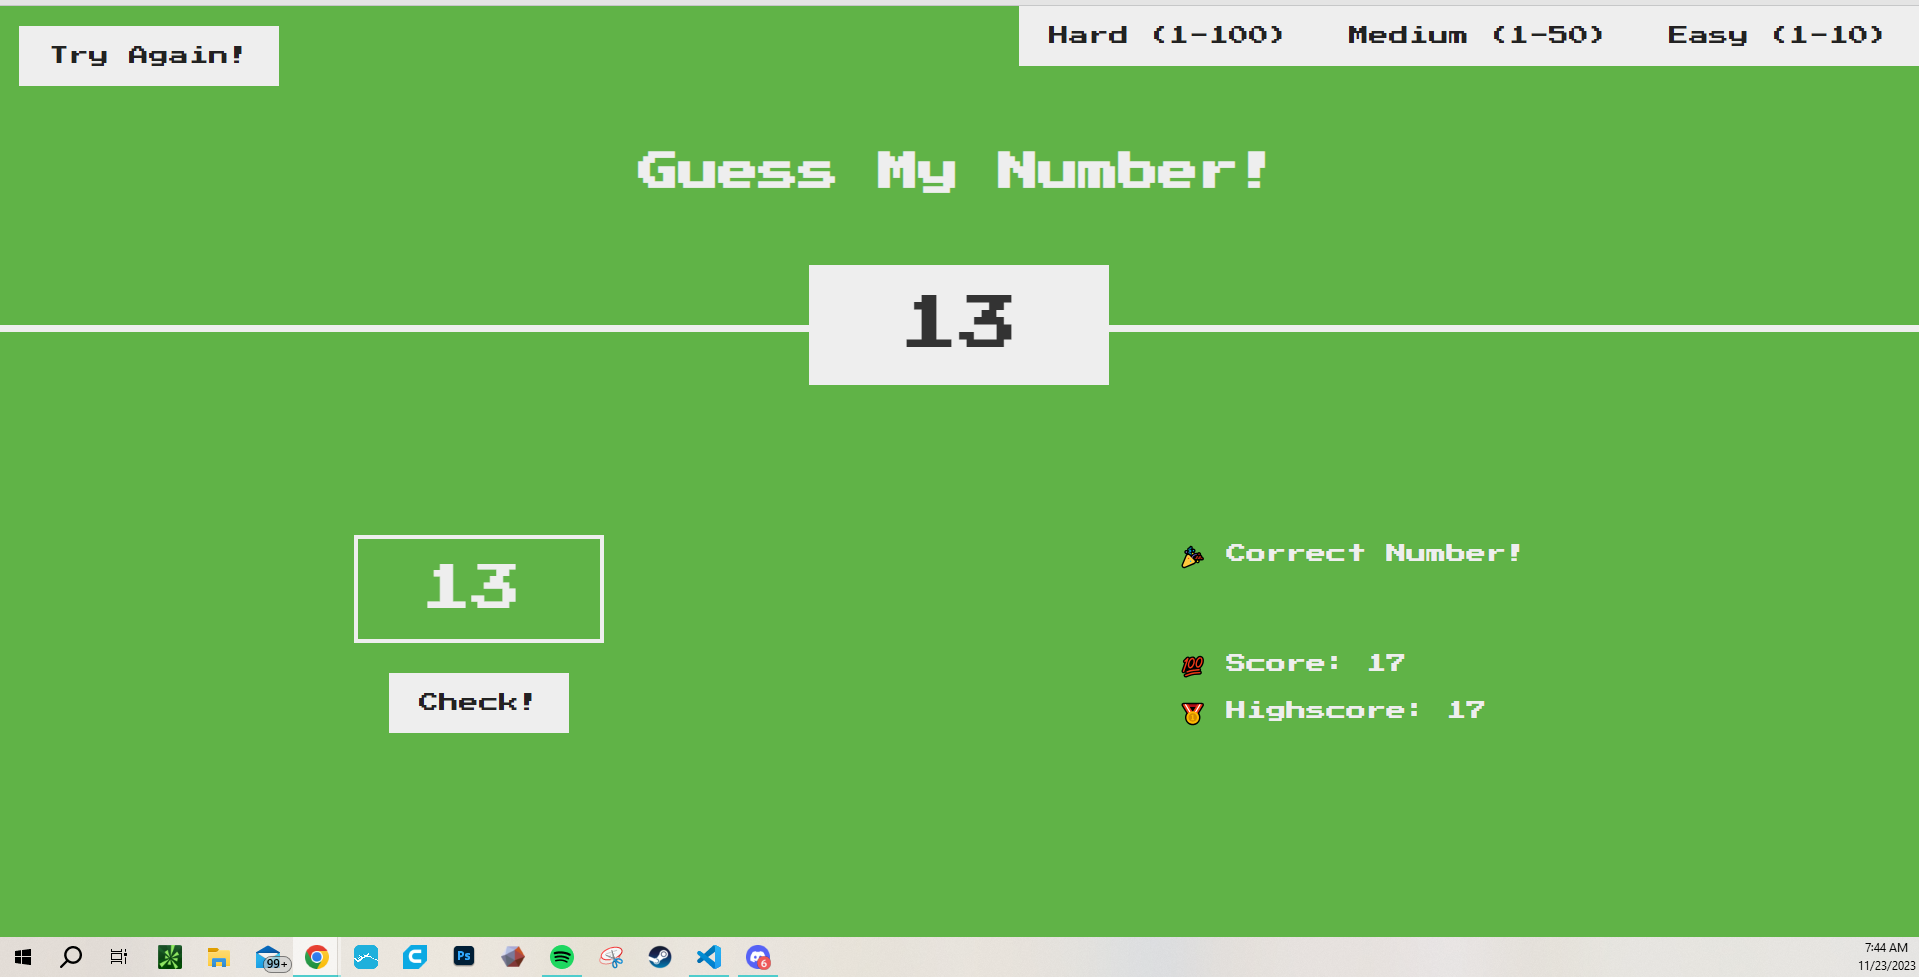 Try Again!
Hard (1-100) Medium (1-50) Easy (1-10)
Guess My Number!
13
13
Check!
🎉 Correct Number!
💯 Score: 17
🥇 Highscore: 17
99+
Ps
6
7:44 AM
11/23/2023